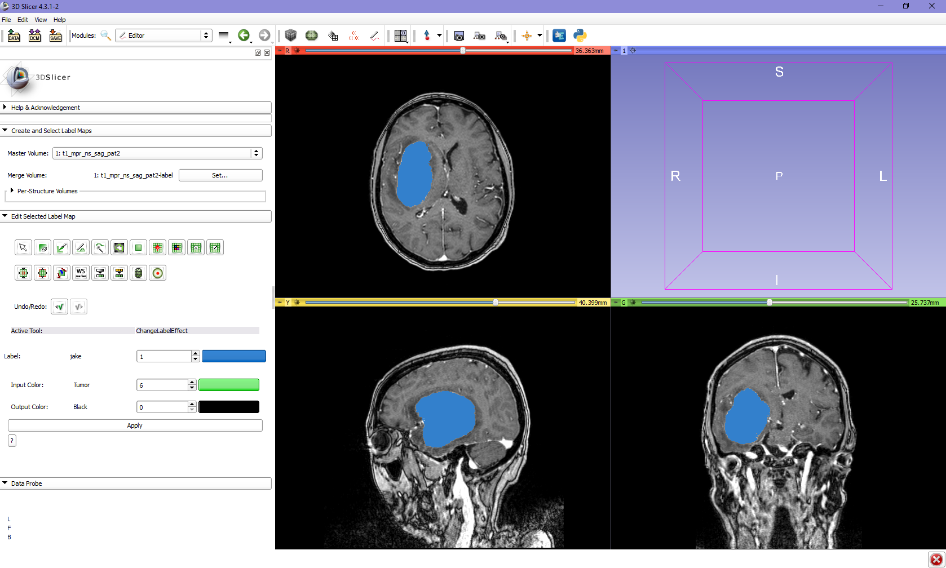 3D Slicer 4.3.1-2
File Edit View Help
DATA DCM SAVE Modules: Editor
R 36.363mm 1
3DSlicer
Help & Acknowledgement
Create and Select Label Maps
Master Volume: 1: t1_mpr_ns_sag_pat2
Merge Volume: 1: t1_mpr_ns_sag_pat2-label Set...
Per-Structure Volumes
Edit Selected Label Map
Undo/Redo:
Active Tool: ChangeLabelEffect
Label: jake 1
Input Color: Tumor 6
Output Color: Black 0
Apply
?
Data Probe
L
F
B
S
R P L
I
Y 40.399mm G 25.737mm